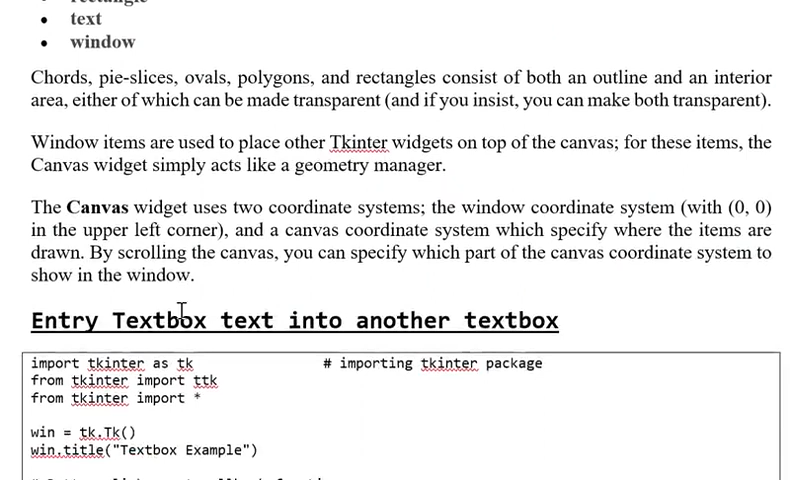 rectangle
• text
• window
Chords, pie-slices, ovals, polygons, and rectangles consist of both an outline and an interior
area, either of which can be made transparent (and if you insist, you can make both transparent).
Window items are used to place other Tkinter widgets on top of the canvas; for these items, the
Canvas widget simply acts like a geometry manager.
The Canvas widget uses two coordinate systems; the window coordinate system (with (0, 0)
in the upper left corner), and a canvas coordinate system which specify where the items are
drawn. By scrolling the canvas, you can specify which part of the canvas coordinate system to
show in the window.
Entry Textbox text into another textbox
import tkinter as tk # importing tkinter package
from tkinter import ttk
from tkinter import *
win = tk.Tk()
win.title("Textbox Example")